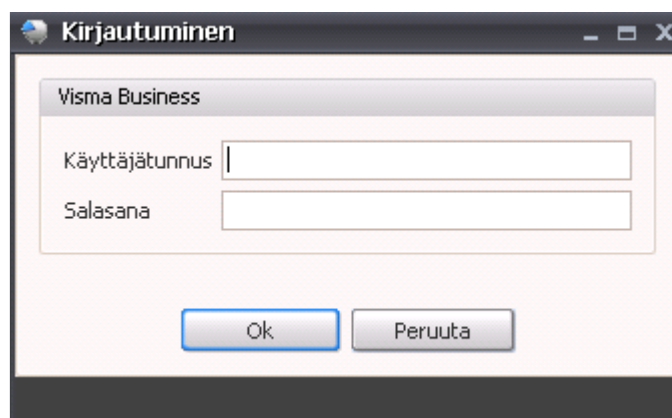 Kirjautuminen
Visma Business
Käyttäjätunnus
Salasana
Ok Peruuta